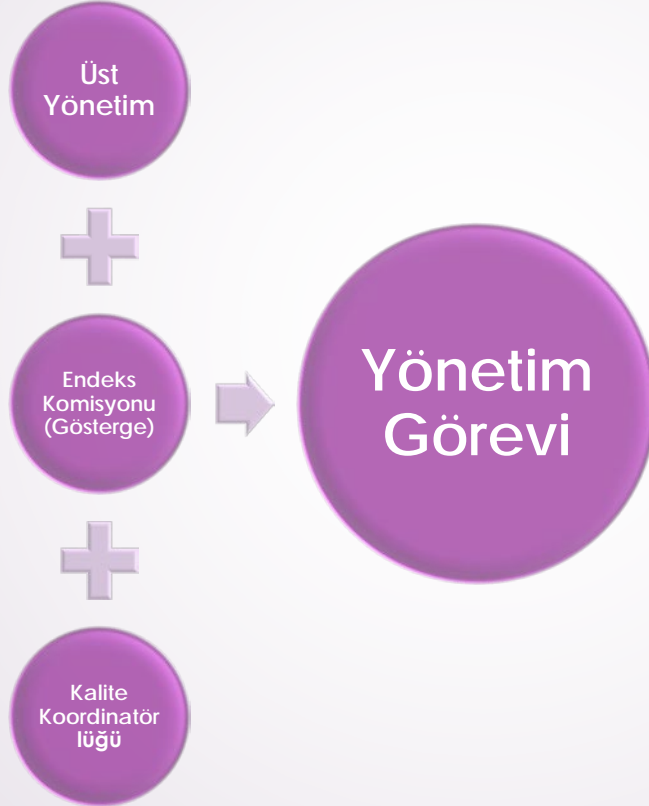 Üst
Yönetim
Endeks
Komisyonu
(Gösterge)
Yönetim
Görevi
Kalite
Koordinatör
lüğü